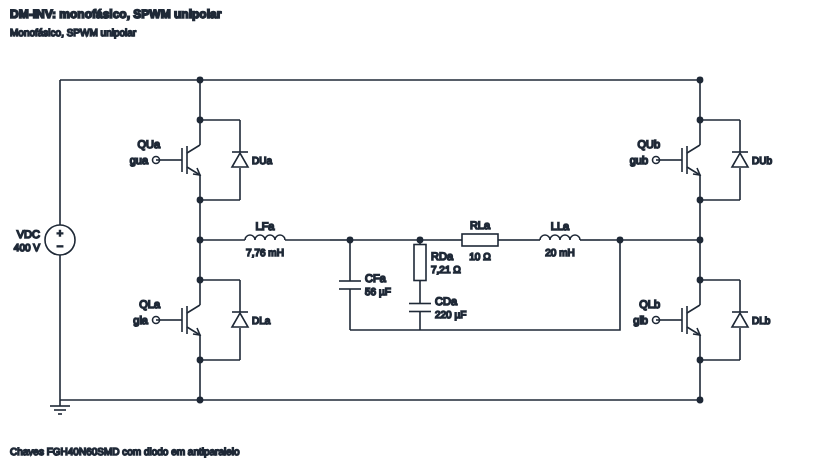 DM-INV: monofásico, SPWM unipolar
Monofásico, SPWM unipolar
QUa
gua
DUa
QUb
gub
DUb
VDC
400 V
+
−
LFa
7,76 mH
RLa
10 Ω
LLa
20 mH
RDa
7,21 Ω
CFa
56 µF
CDa
220 µF
QLa
gla
DLa
QLb
glb
DLb
Chaves FGH40N60SMD com diodo em antiparalelo